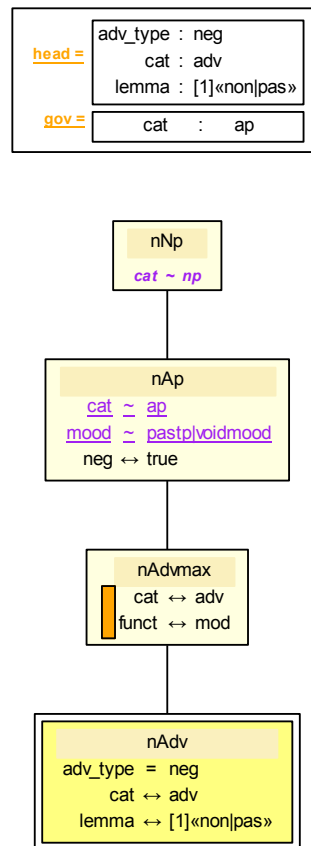 head =
adv_type : neg
cat : adv
lemma : [1]«non|pas»
gov =
cat : ap
nNp
cat ~ np
nAp
cat ~ ap
mood ~ pastp|voidmood
neg ↔ true
nAdvmax
cat ↔ adv
funct ↔ mod
nAdv
adv_type = neg
cat ↔ adv
lemma ↔ [1]«non|pas»